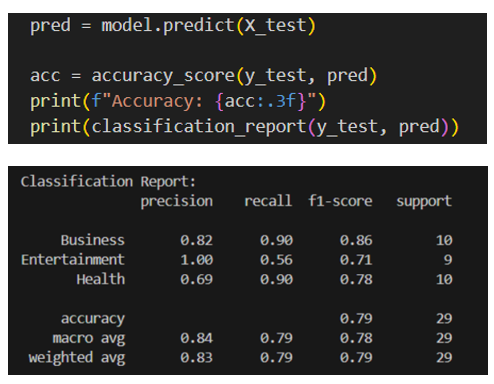 pred = model.predict(X_test)
acc = accuracy_score(y_test, pred)
print(f"Accuracy: {acc:.3f}")
print(classification_report(y_test, pred))
Classification Report:
precision recall f1-score support
Business 0.82 0.90 0.86 10
Entertainment 1.00 0.56 0.71 9
Health 0.69 0.90 0.78 10
accuracy 0.79 29
macro avg 0.84 0.79 0.78 29
weighted avg 0.83 0.79 0.79 29